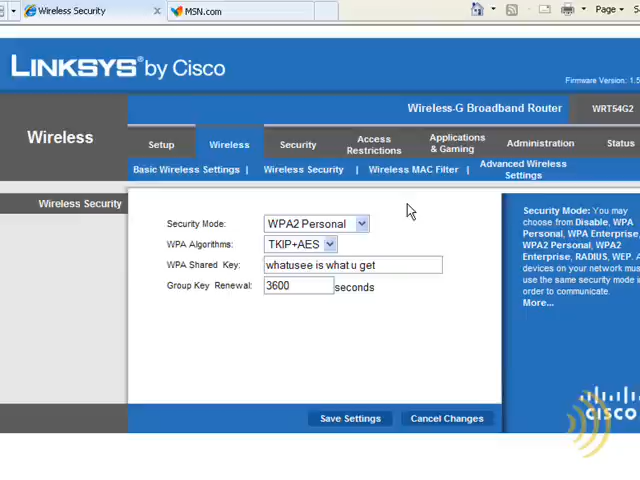 Wireless Security
MSN.com
Page
LINKSYS by Cisco
Firmware Version: 1.5
Wireless-G Broadband Router
WRT54G2
Wireless
Setup
Wireless
Security
Access
Restrictions
Applications
& Gaming
Administration
Status
Basic Wireless Settings |
Wireless Security |
Wireless MAC Filter |
Advanced Wireless
Settings
Wireless Security
Security Mode: WPA2 Personal
WPA Algorithms: TKIP+AES
WPA Shared Key: whatusee is what u get
Group Key Renewal: 3600 seconds
Security Mode: You may
choose from Disable, WPA
Personal, WPA Enterprise,
WPA2 Personal, WPA2
Enterprise, RADIUS, WEP. A
devices on your network mus
use the same security mode i
order to communicate.
More...
cisco
Save Settings
Cancel Changes